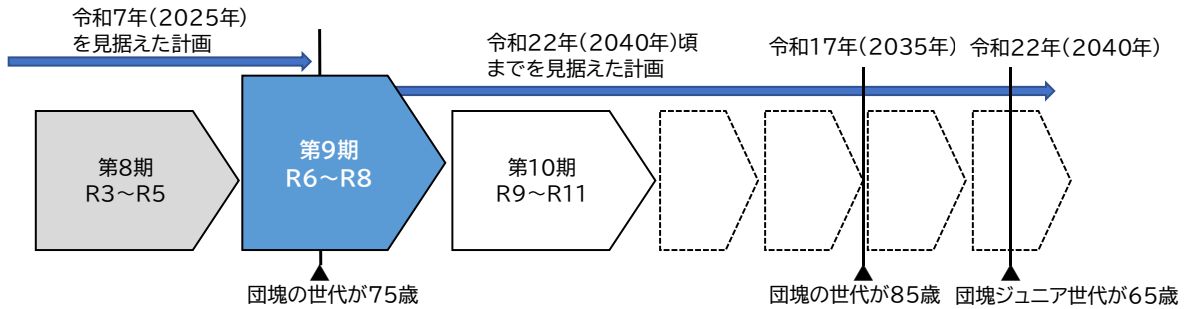 令和7年(2025年)
を見据えた計画
令和22年(2040年)頃
までを見据えた計画
令和17年(2035年)
令和22年(2040年)
第8期
R3～R5
第9期
R6～R8
第10期
R9～R11
団塊の世代が75歳
団塊の世代が85歳
団塊ジュニア世代が65歳